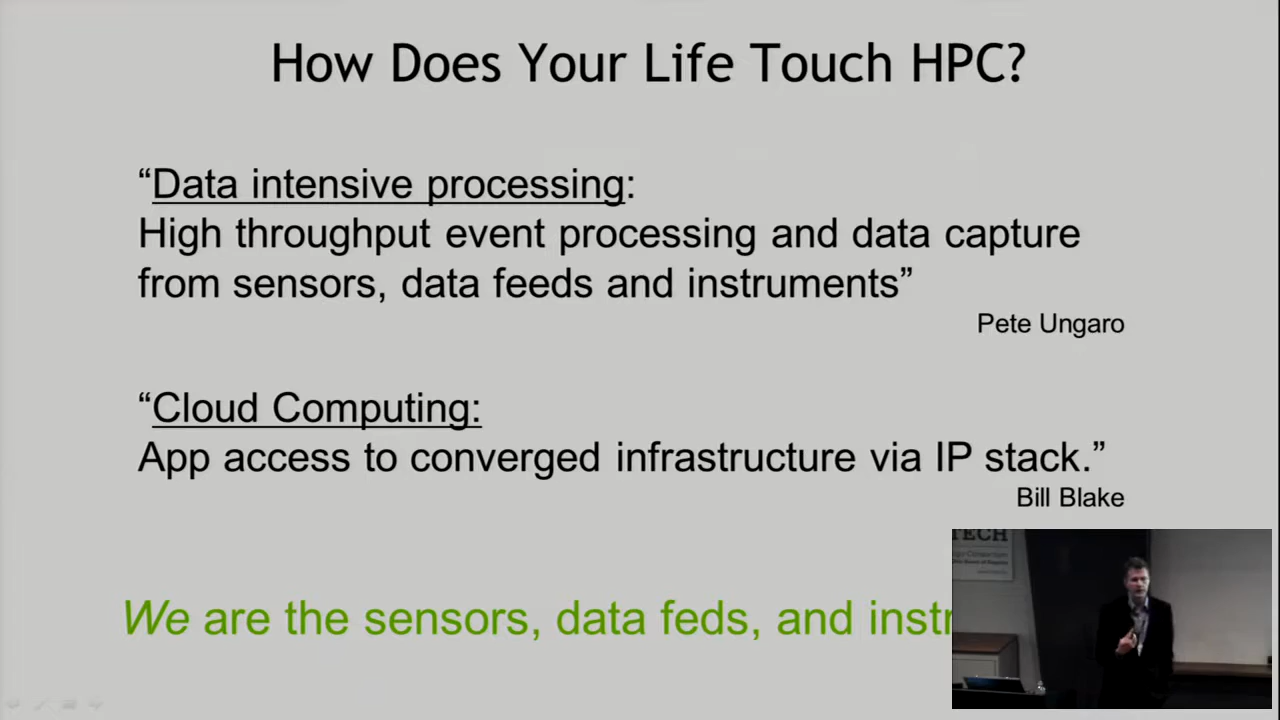 How Does Your Life Touch HPC?
“Data intensive processing:
High throughput event processing and data capture
from sensors, data feeds and instruments”
Pete Ungaro
“Cloud Computing:
App access to converged infrastructure via IP stack.”
Bill Blake
We are the sensors, data feds, and instr
TECH